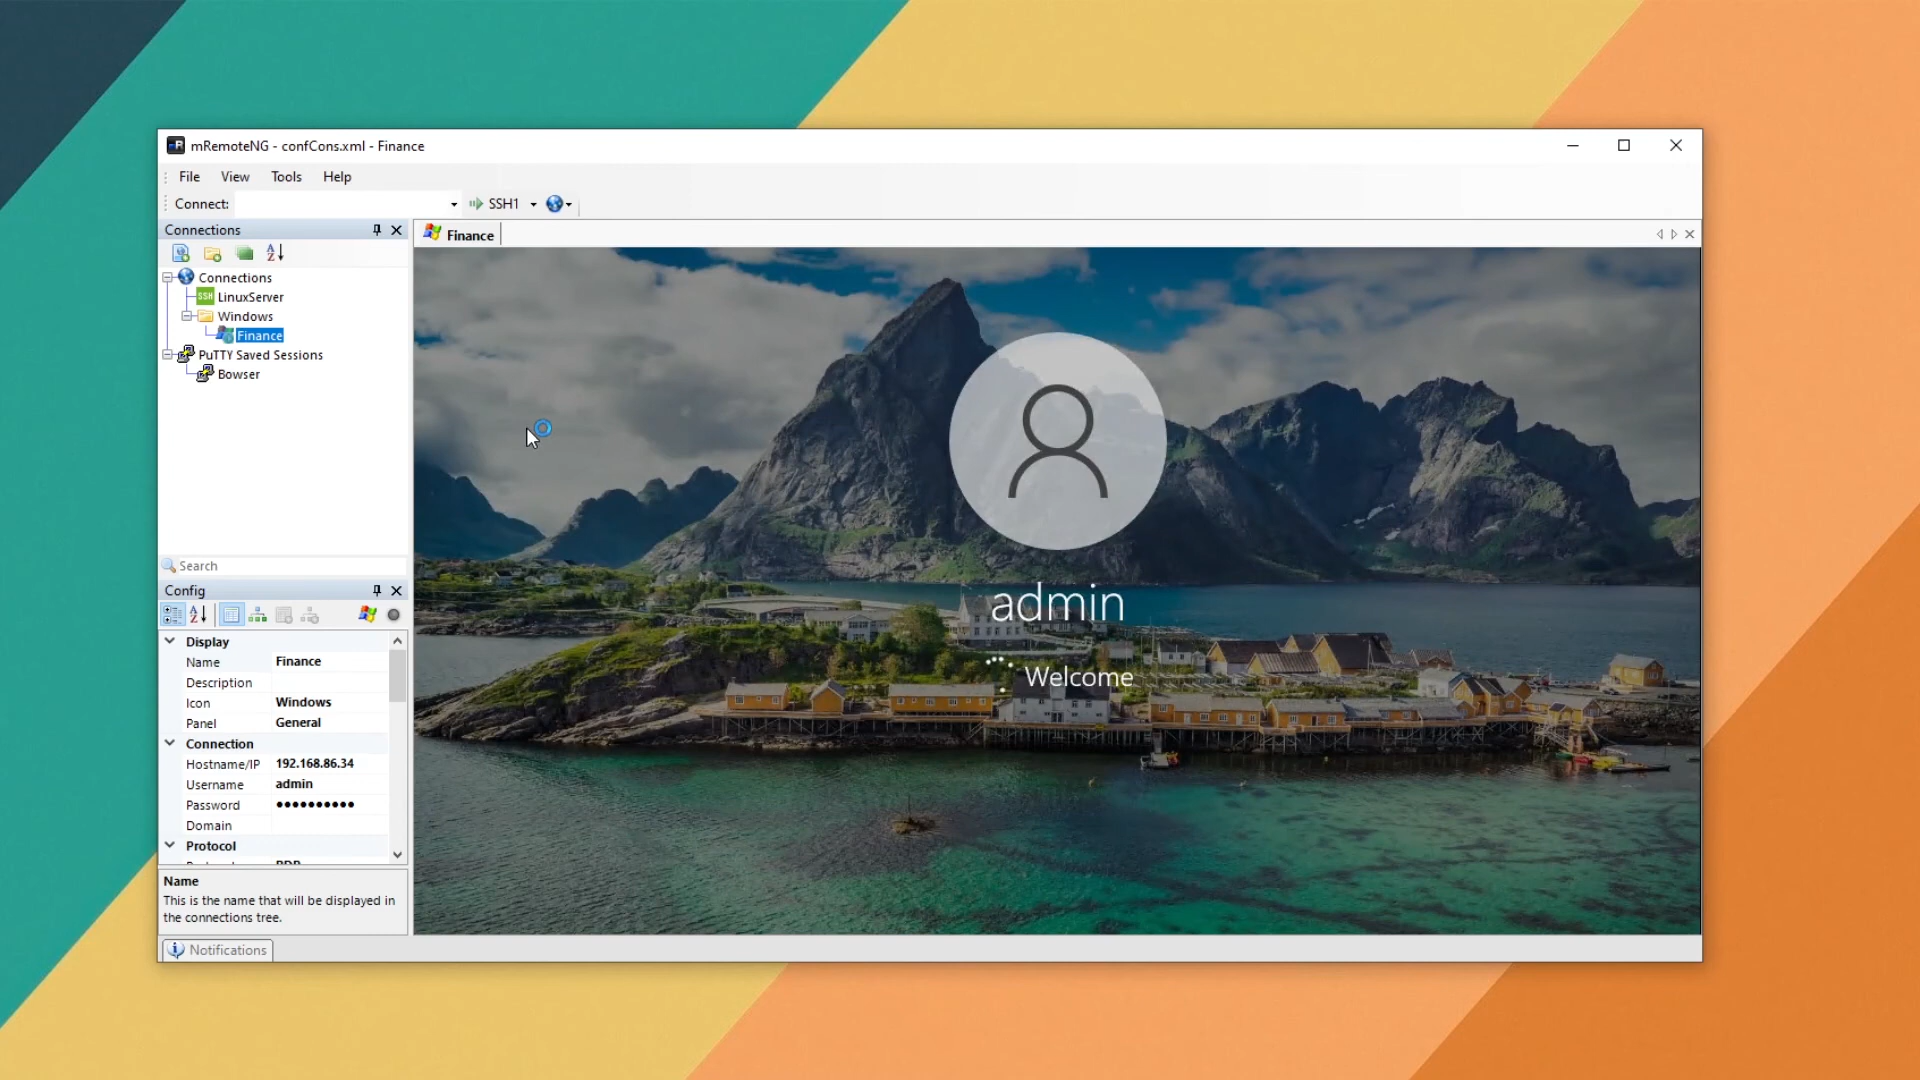 mRemoteNG - confCons.xml - Finance
File View Tools Help
Connect: SSH1
Connections
Finance
Connections
SSH LinuxServer
Windows
Finance
PuTTY Saved Sessions
Bowser
Search
Config
Display
Name Finance
Description
Icon Windows
Panel General
Connection
Hostname/IP 192.168.86.34
Username admin
Password ●●●●●●●●●●
Domain
Protocol
Name
This is the name that will be displayed in
the connections tree.
Notifications
admin
Welcome